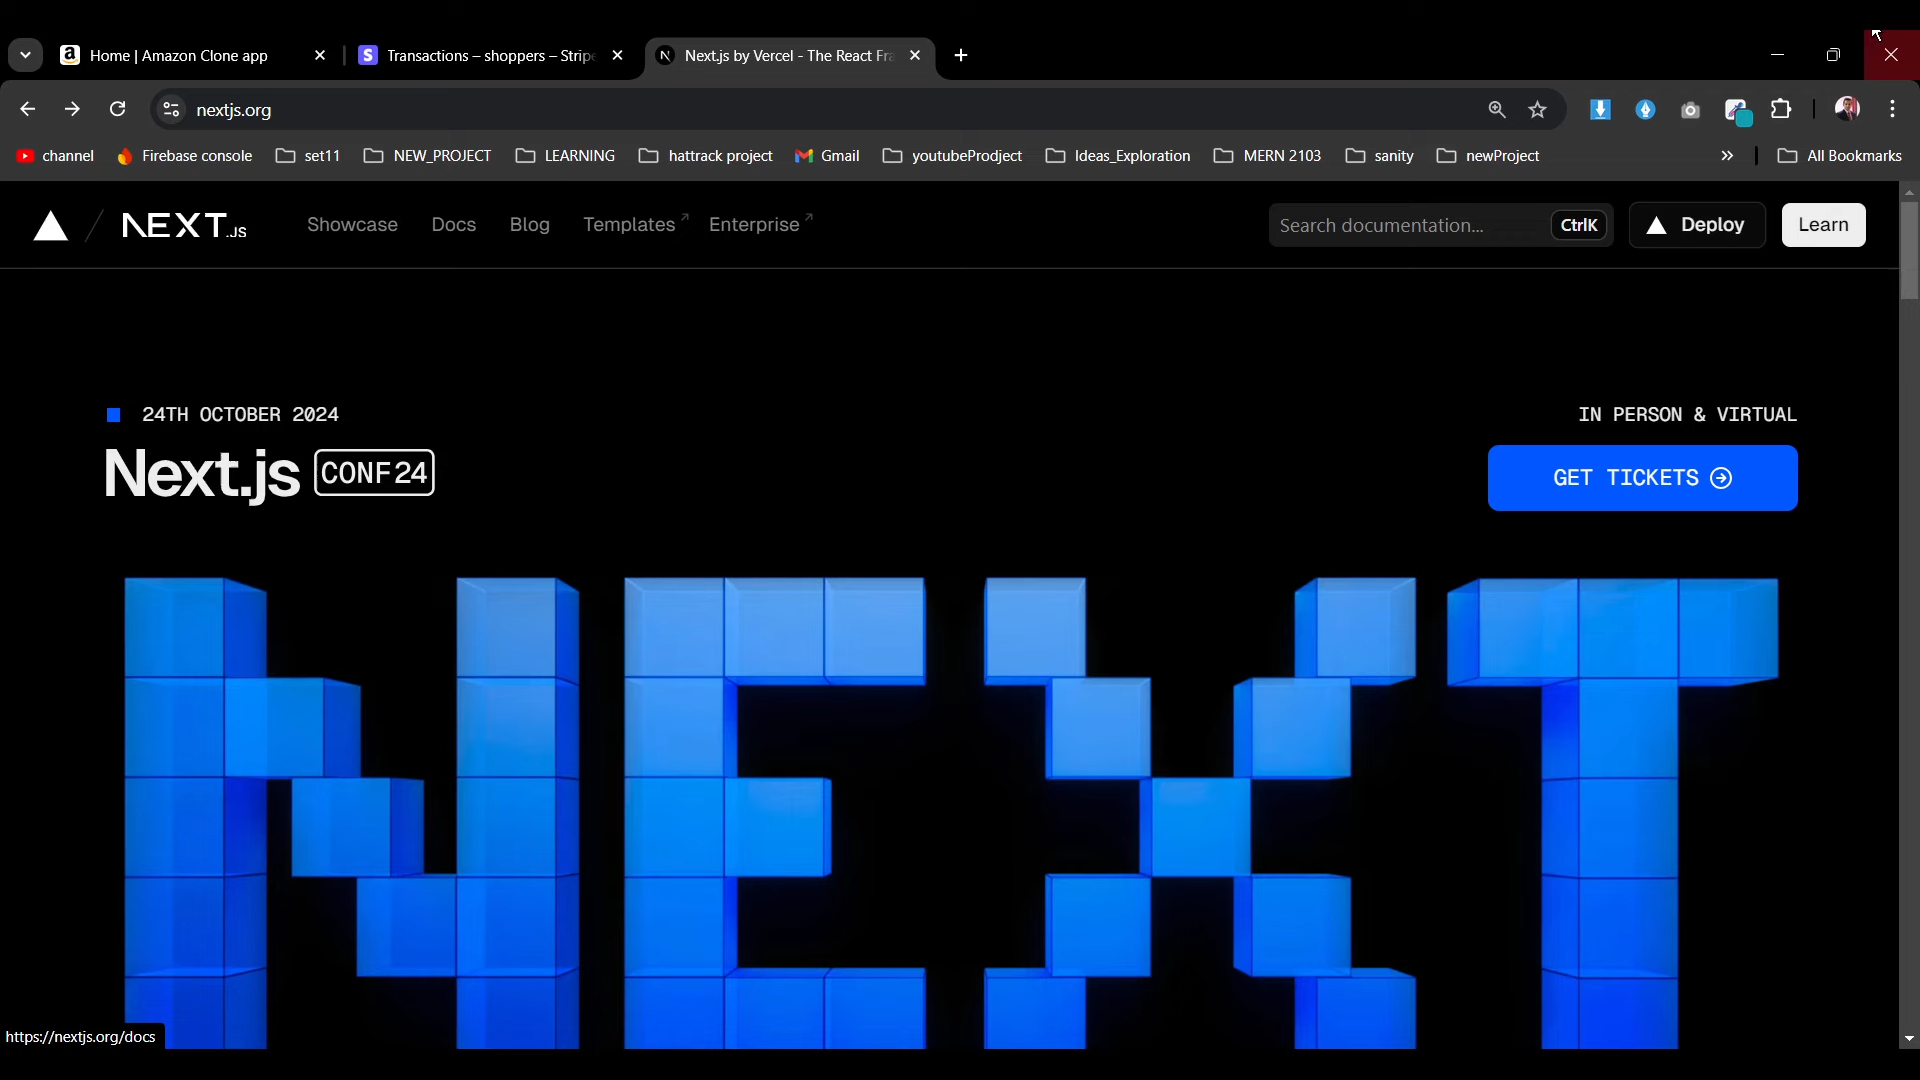 Home | Amazon Clone app
Transactions – shoppers – Stripe
Next.js by Vercel - The React Fra
nextjs.org
channel
Firebase console
set11
NEW_PROJECT
LEARNING
hattrack project
Gmail
youtubeProdject
Ideas_Exploration
MERN 2103
sanity
newProject
All Bookmarks
NEXT.JS
Showcase
Docs
Blog
Templates
Enterprise
Search documentation...
CtrlK
Deploy
Learn
24TH OCTOBER 2024
IN PERSON & VIRTUAL
Next.js CONF24
GET TICKETS
NEXT
https://nextjs.org/docs